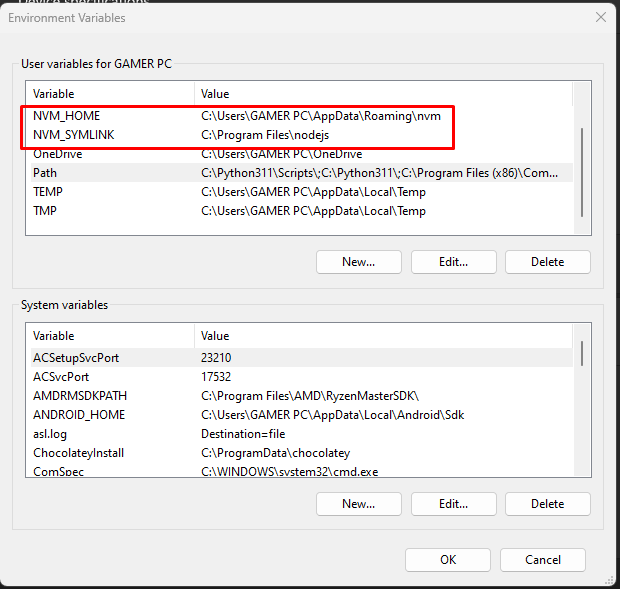 Device specifications
Environment Variables
User variables for GAMER PC
Variable Value
NVM_HOME C:\Users\GAMER PC\AppData\Roaming\nvm
NVM_SYMLINK C:\Program Files\nodejs
OneDrive C:\Users\GAMER PC\OneDrive
Path C:\Python311\Scripts\;C:\Python311\;C:\Program Files (x86)\Com...
TEMP C:\Users\GAMER PC\AppData\Local\Temp
TMP C:\Users\GAMER PC\AppData\Local\Temp
New... Edit... Delete
System variables
Variable Value
ACSetupSvcPort 23210
ACSvcPort 17532
AMDRMSDKPATH C:\Program Files\AMD\RyzenMasterSDK\
ANDROID_HOME C:\Users\GAMER PC\AppData\Local\Android\Sdk
asl.log Destination=file
ChocolateyInstall C:\ProgramData\chocolatey
ComSpec C:\WINDOWS\system32\cmd.exe
New... Edit... Delete
OK Cancel